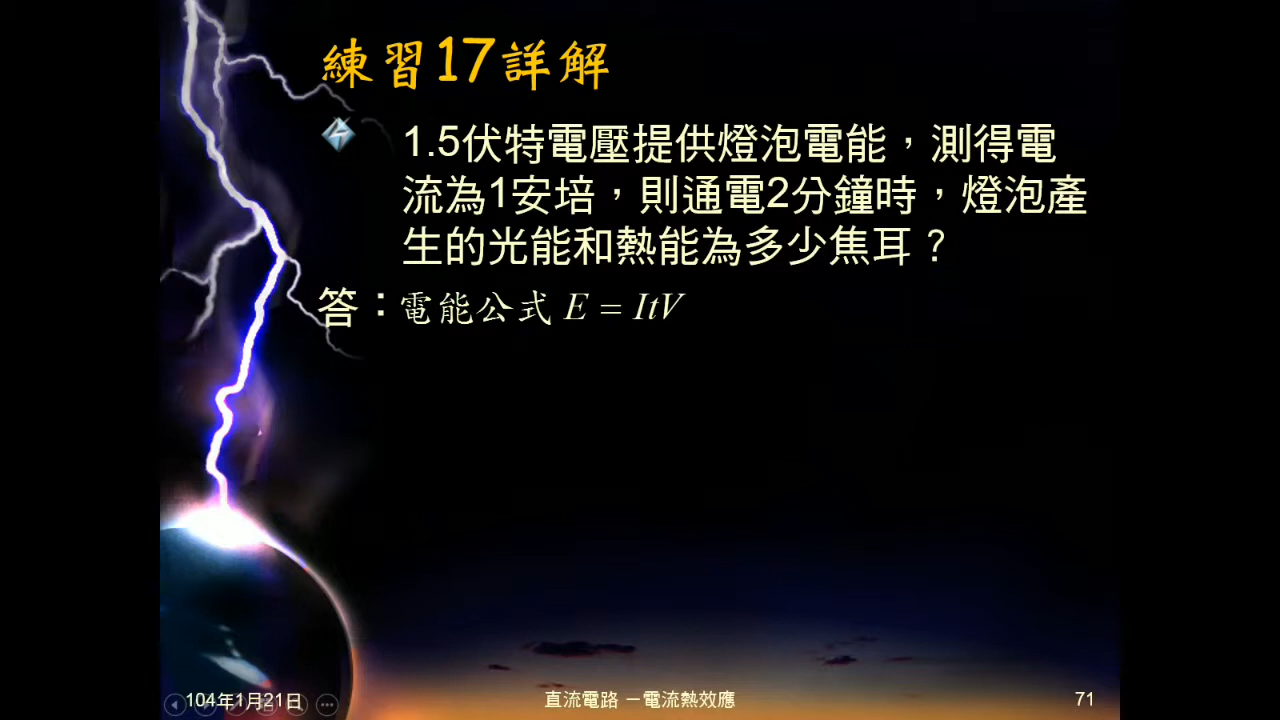 練習17詳解
1.5伏特電壓提供燈泡電能，測得電
流為1安培，則通電2分鐘時，燈泡產
生的光能和熱能為多少焦耳？
答：電能公式 E = ItV
104年1月21日
直流電路 －電流熱效應
71